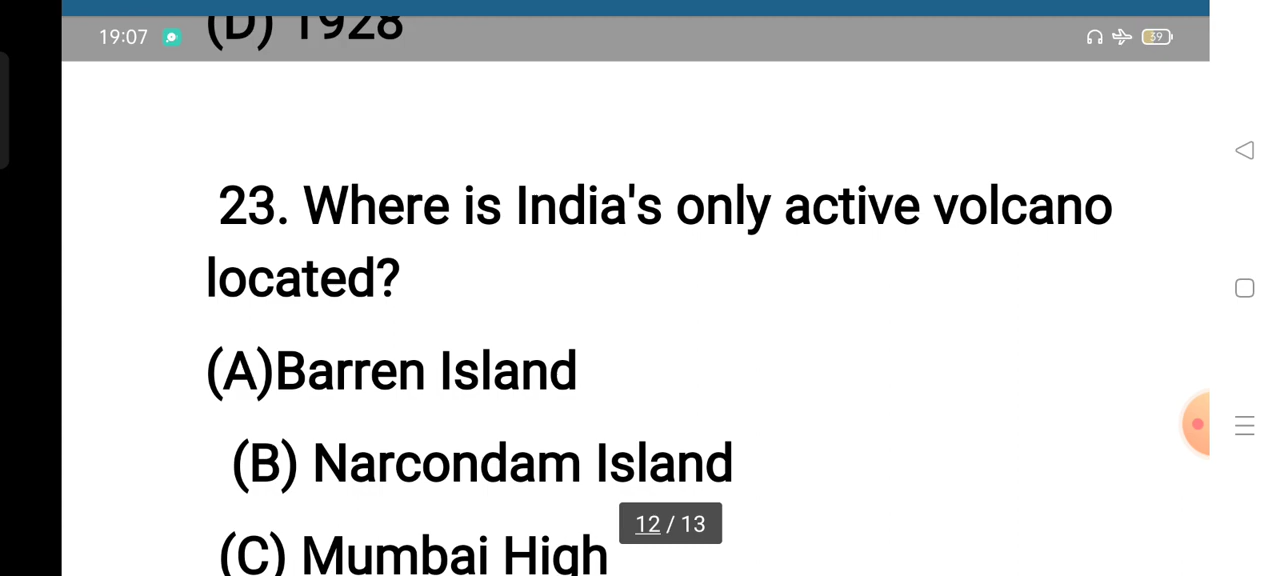 (D) 1928
19:07
39
23. Where is India's only active volcano
located?
(A)Barren Island
(B) Narcondam Island
12 / 13
(C) Mumbai High